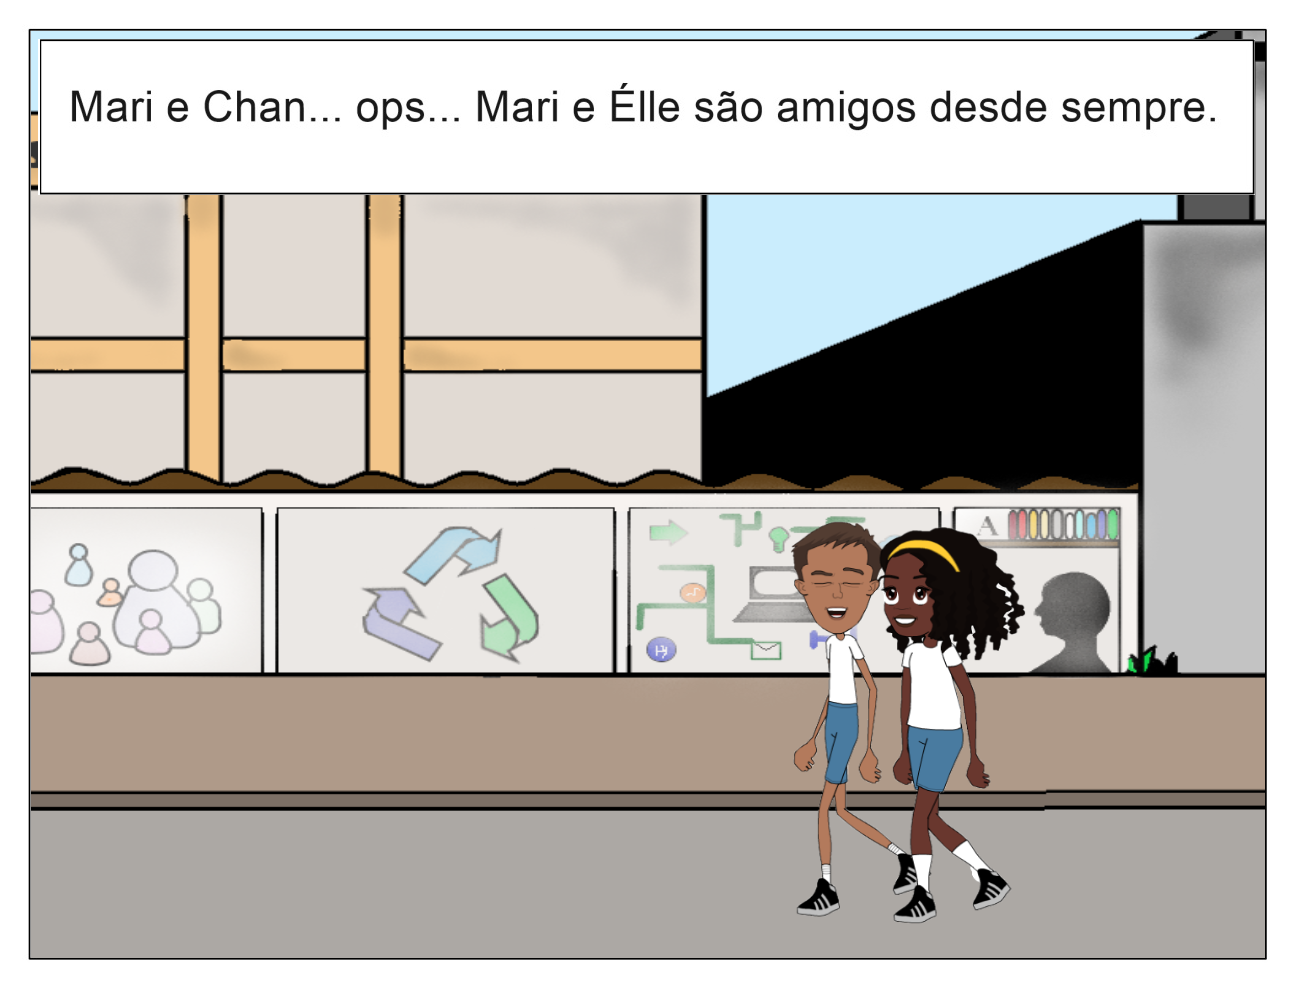 Mari e Chan... ops... Mari e Élle são amigos desde sempre.
A